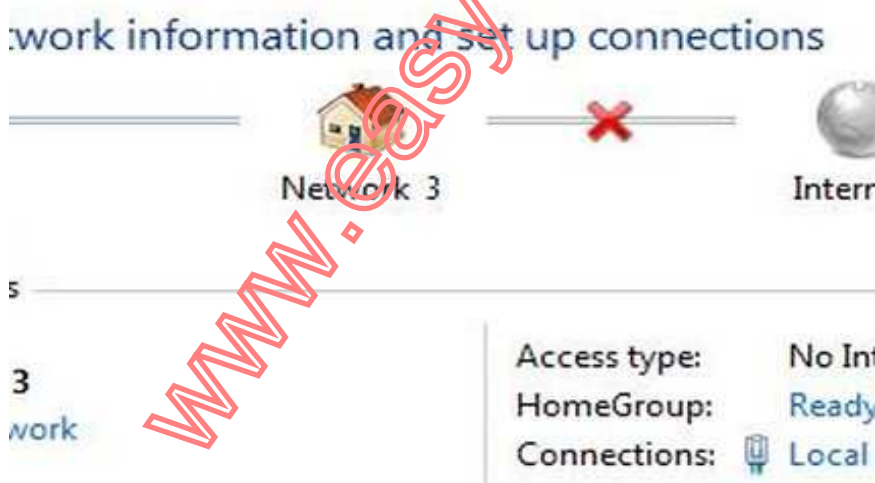 work information and set up connections
Network 3
Intern
s
3
work
Access type: No Int
HomeGroup: Ready
Connections: Local
www.easy